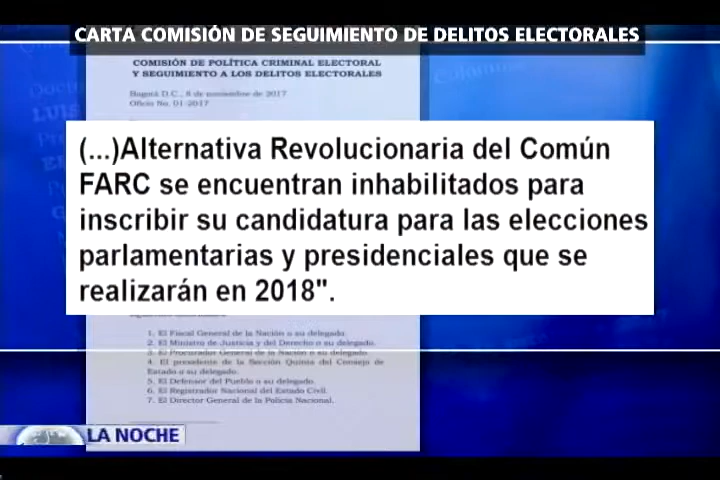 CARTA COMISIÓN DE SEGUIMIENTO DE DELITOS ELECTORALES
COMISIÓN DE POLÍTICA CRIMINAL ELECTORAL
Y SEGUIMIENTO A LOS DELITOS ELECTORALES
Bogotá D.C., 8 de noviembre de 2017
Oficio No. 01-2017
(...)Alternativa Revolucionaria del Común
FARC se encuentran inhabilitados para
inscribir su candidatura para las elecciones
parlamentarias y presidenciales que se
realizarán en 2018".
1. El Fiscal General de la Nación o su delegado.
2. El Ministro de Justicia y del Derecho o su delegado.
3. El Procurador General de la Nación o su delegado.
4. El presidente de la Sección Quinta del Consejo de
Estado o su delegado.
5. El Defensor del Pueblo o su delegado.
6. El Registrador Nacional del Estado Civil.
7. El Director General de la Policía Nacional.
LA NOCHE